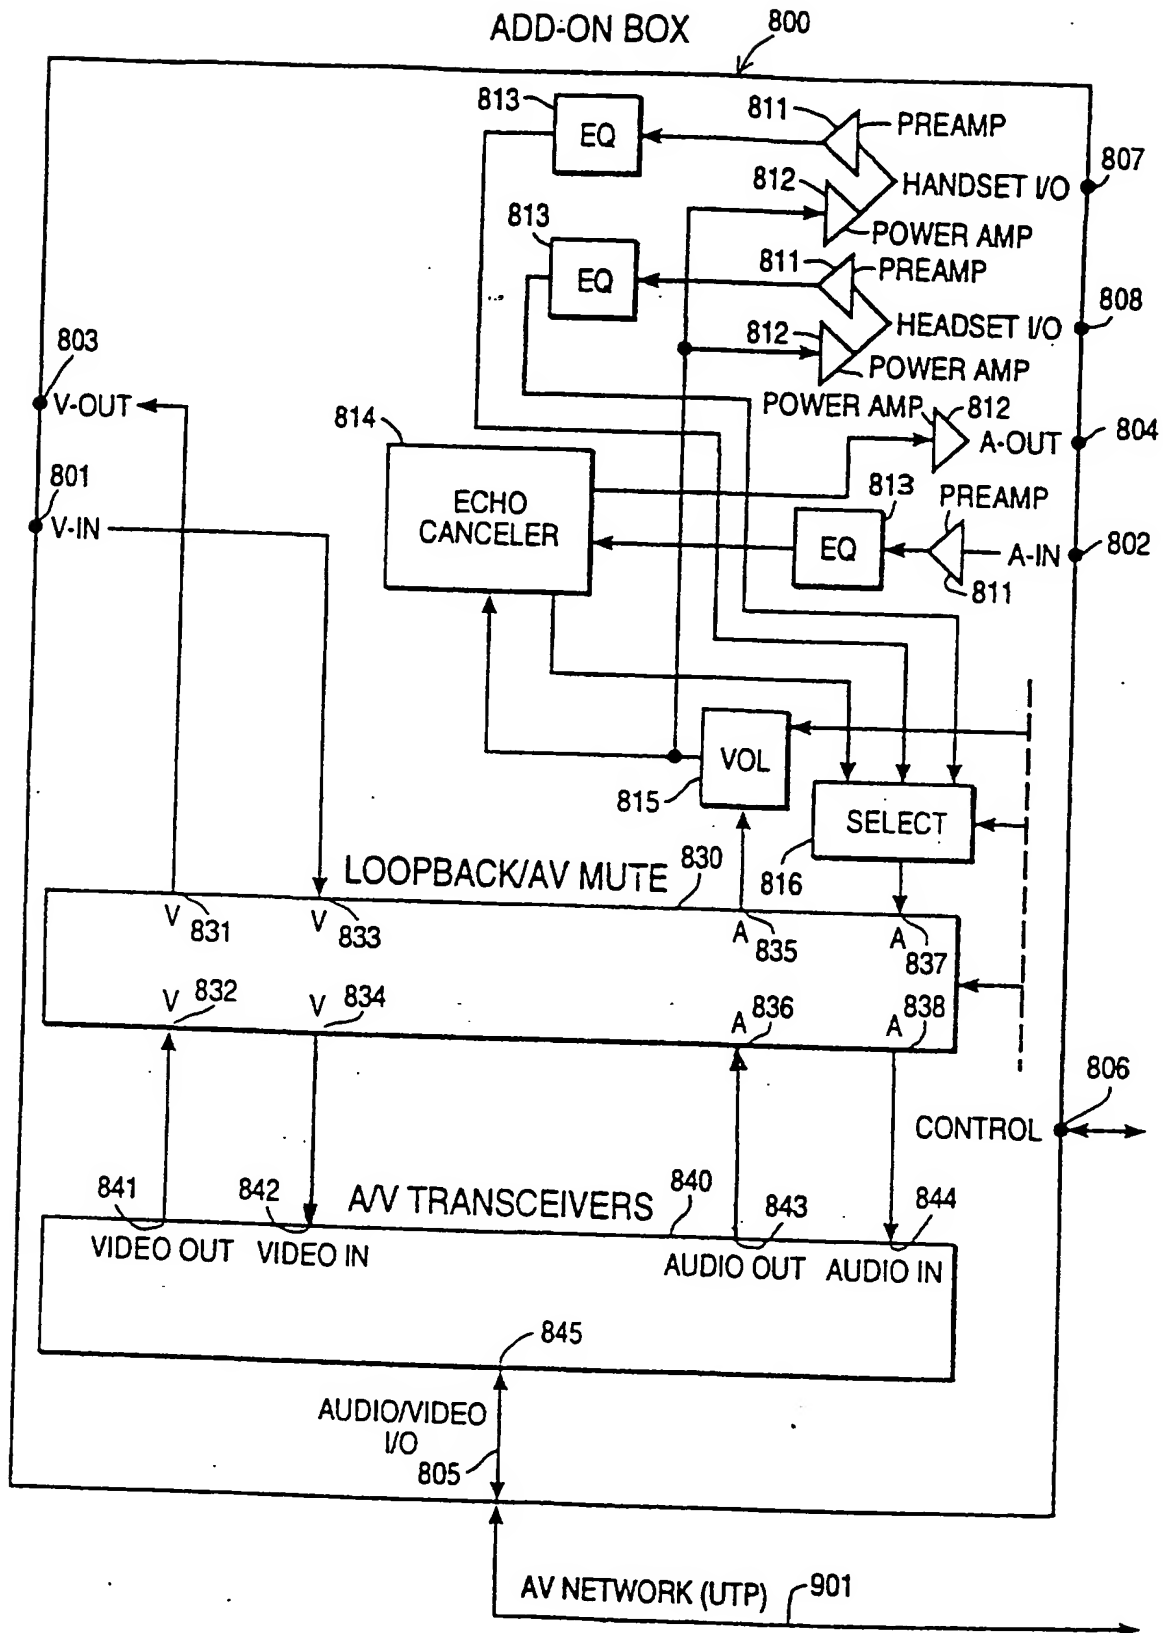 ADD-ON BOX
800
813
EQ
811
PREAMP
807
HANDSET I/O
812
POWER AMP
813
EQ
811
PREAMP
808
HEADSET I/O
812
POWER AMP
803
V-OUT
POWER AMP
812
A-OUT
804
814
ECHO
CANCELER
801
V-IN
813
EQ
PREAMP
A-IN
802
811
VOL
815
SELECT
816
LOOPBACK/AV MUTE
830
V
831
V
833
A
835
A
837
V
832
V
834
A
836
A
838
806
CONTROL
841
842
A/V TRANSCEIVERS
840
843
844
VIDEO OUT
VIDEO IN
AUDIO OUT
AUDIO IN
845
AUDIO/VIDEO
I/O
805
AV NETWORK (UTP)
901